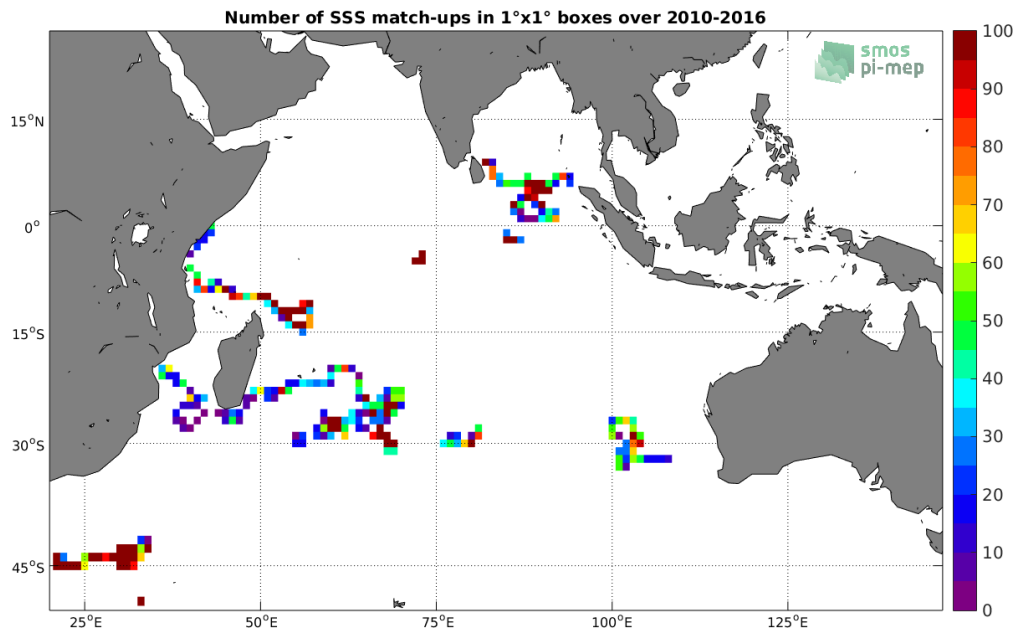 Number of SSS match-ups in 1°x1° boxes over 2010-2016
smos
pi-mep
100
90
80
70
60
50
40
30
20
10
0
15°N
0°
15°S
30°S
45°S
25°E
50°E
75°E
100°E
125°E